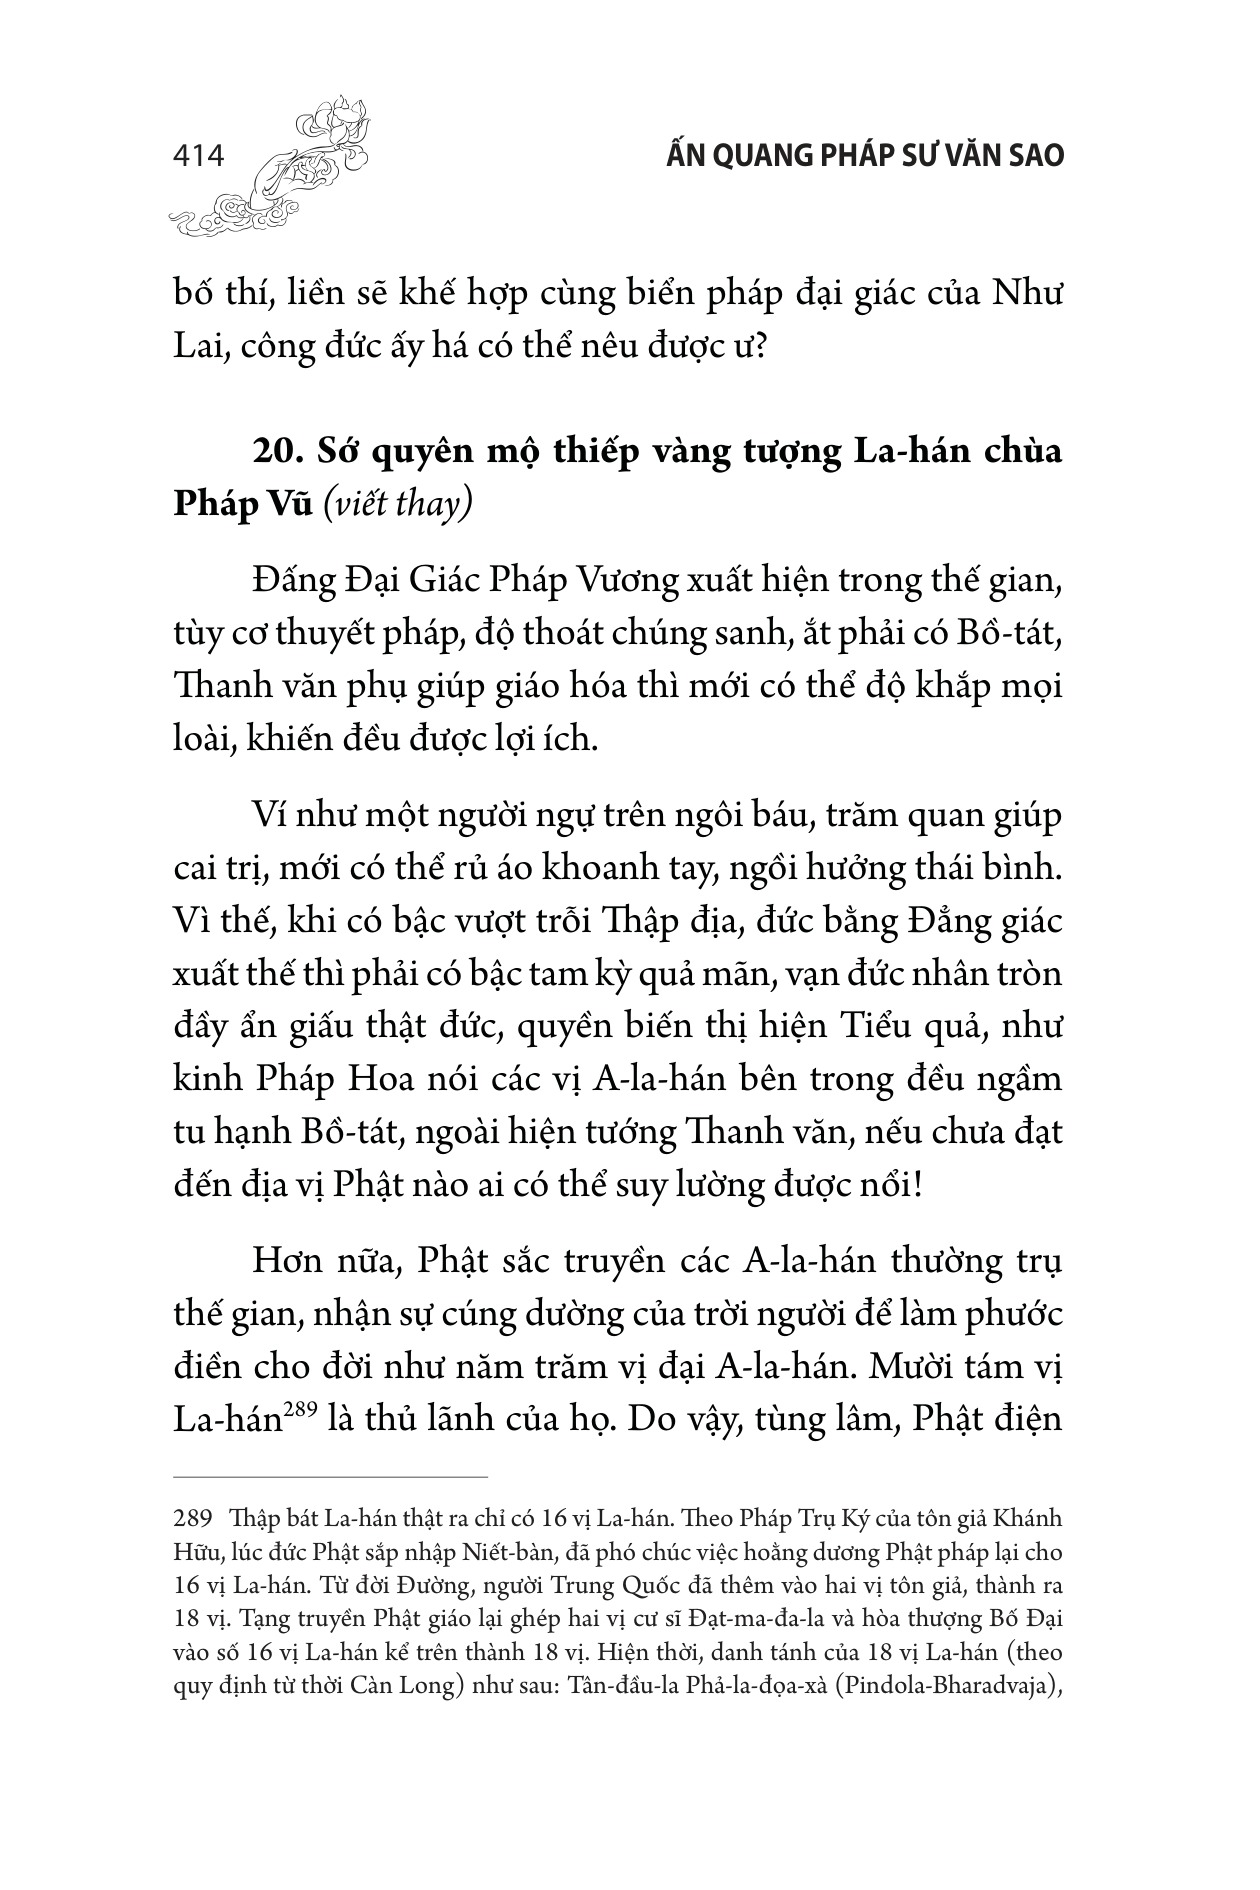 414
ẤN QUANG PHÁP SƯ VĂN SAO
bố thí, liền sẽ khế hợp cùng biển pháp đại giác của Như
Lai, công đức ấy há có thể nêu được ư?
20. Sớ quyên mộ thiếp vàng tượng La-hán chùa
Pháp Vũ (viết thay)
Đấng Đại Giác Pháp Vương xuất hiện trong thế gian,
tùy cơ thuyết pháp, độ thoát chúng sanh, ắt phải có Bồ-tát,
Thanh văn phụ giúp giáo hóa thì mới có thể độ khắp mọi
loài, khiến đều được lợi ích.
Ví như một người ngự trên ngôi báu, trăm quan giúp
cai trị, mới có thể rủ áo khoanh tay, ngồi hưởng thái bình.
Vì thế, khi có bậc vượt trỗi Thập địa, đức bằng Đẳng giác
xuất thế thì phải có bậc tam kỳ quả mãn, vạn đức nhân tròn
đầy ẩn giấu thật đức, quyền biến thị hiện Tiểu quả, như
kinh Pháp Hoa nói các vị A-la-hán bên trong đều ngầm
tu hạnh Bồ-tát, ngoài hiện tướng Thanh văn, nếu chưa đạt
đến địa vị Phật nào ai có thể suy lường được nổi!
Hơn nữa, Phật sắc truyền các A-la-hán thường trụ
thế gian, nhận sự cúng dường của trời người để làm phước
điền cho đời như năm trăm vị đại A-la-hán. Mười tám vị
La-hán289 là thủ lãnh của họ. Do vậy, tùng lâm, Phật điện
289 Thập bát La-hán thật ra chỉ có 16 vị La-hán. Theo Pháp Trụ Ký của tôn giả Khánh
Hữu, lúc đức Phật sắp nhập Niết-bàn, đã phó chúc việc hoằng dương Phật pháp lại cho
16 vị La-hán. Từ đời Đường, người Trung Quốc đã thêm vào hai vị tôn giả, thành ra
18 vị. Tạng truyền Phật giáo lại ghép hai vị cư sĩ Đạt-ma-đa-la và hòa thượng Bố Đại
vào số 16 vị La-hán kể trên thành 18 vị. Hiện thời, danh tánh của 18 vị La-hán (theo
quy định từ thời Càn Long) như sau: Tân-đầu-la Phả-la-đọa-xà (Pindola-Bharadvaja),